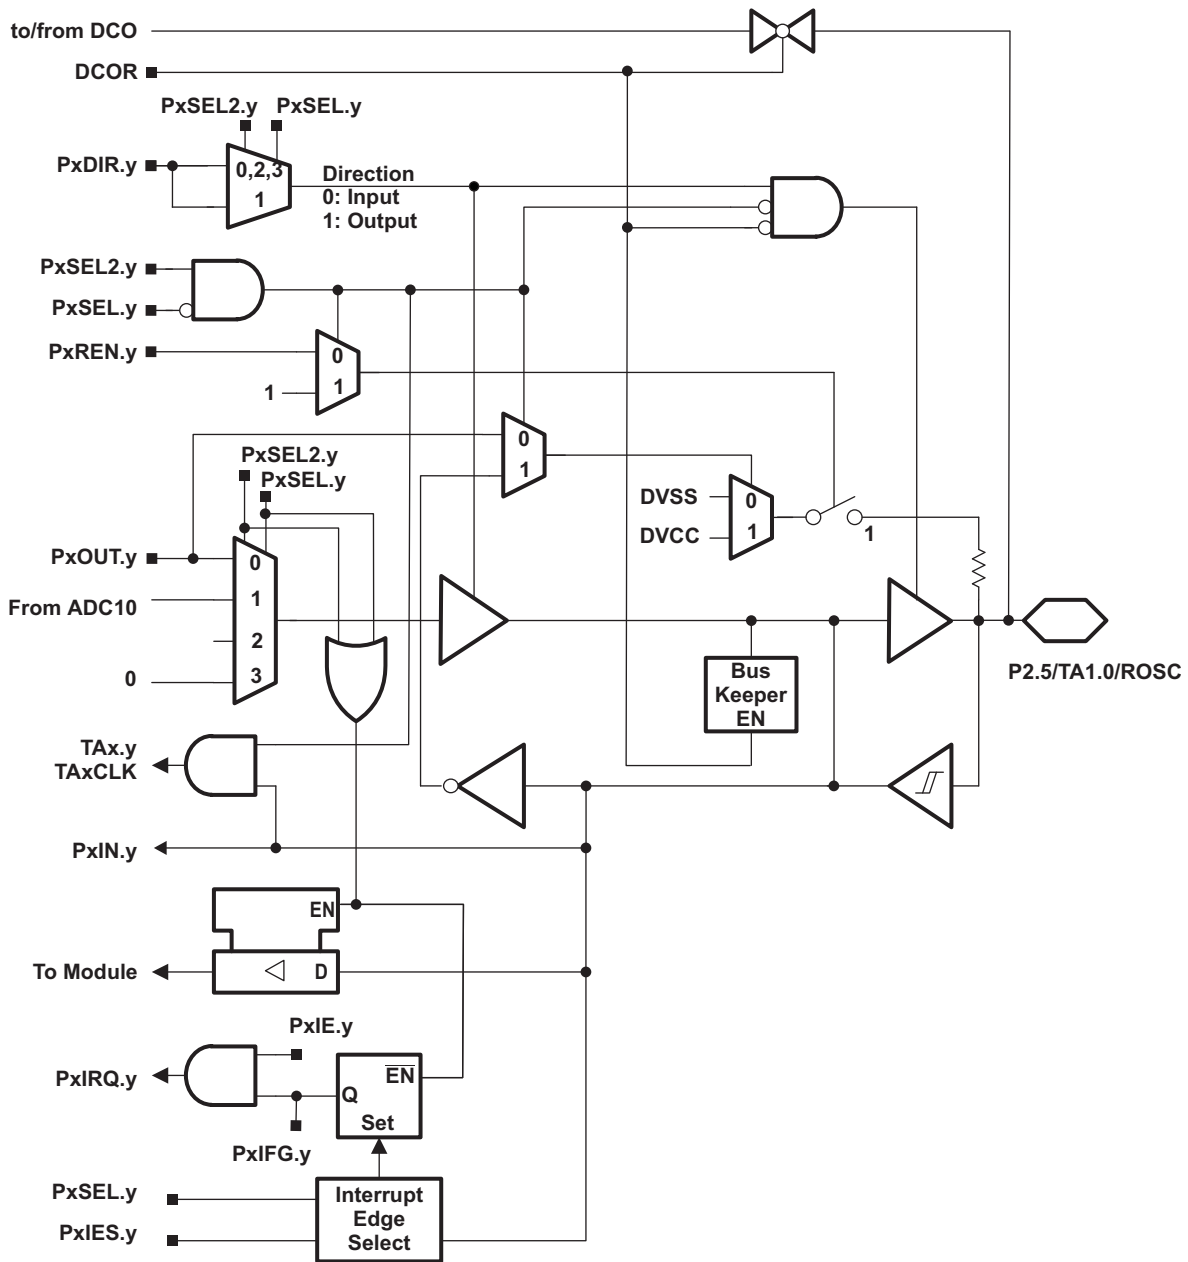 to/from DCO
DCOR
PxSEL2.y PxSEL.y
PxDIR.y
0,2,3
1
Direction
0: Input
1: Output
PxSEL2.y
PxSEL.y
PxREN.y
0
1
1
0
1
PxSEL2.y
PxSEL.y
DVSS
DVCC
0
1
1
PxOUT.y
From ADC10
0
0
1
2
3
Bus
Keeper
EN
P2.5/TA1.0/ROSC
TAx.y
TAxCLK
PxIN.y
EN
To Module
D
PxIE.y
PxIRQ.y
EN
Q
Set
PxIFG.y
PxSEL.y
PxIES.y
Interrupt
Edge
Select